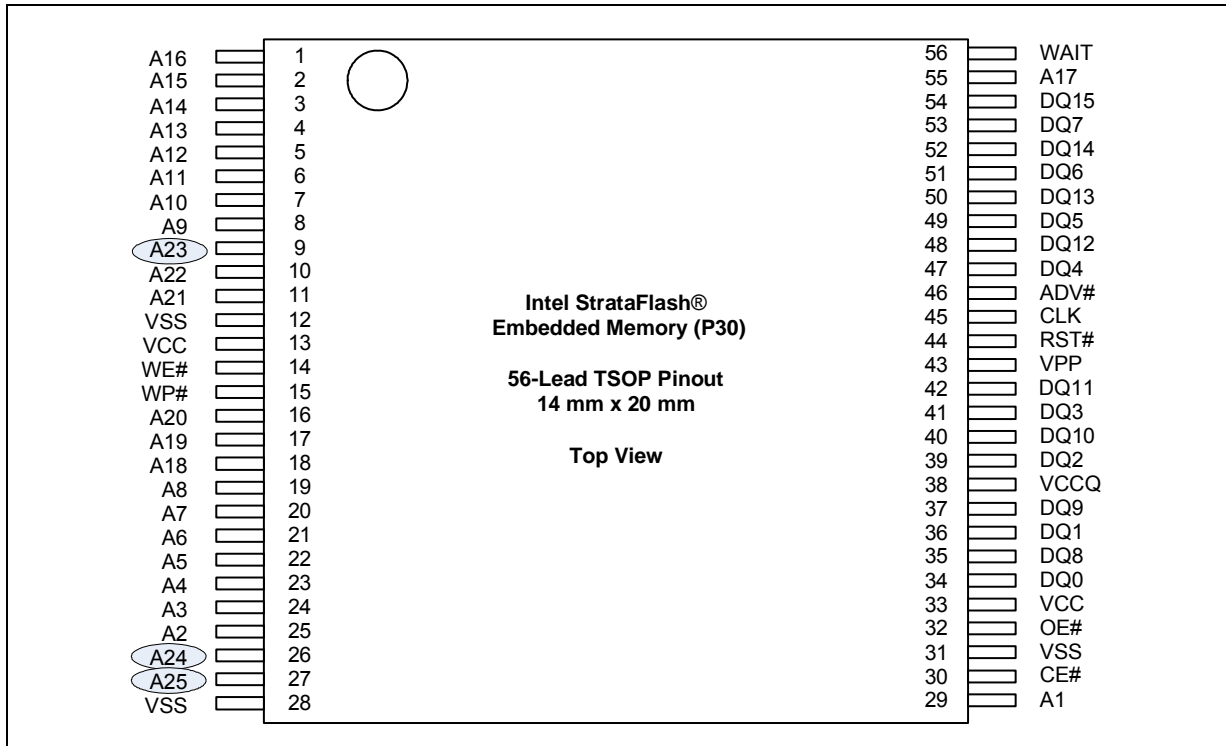 A16 1 56 WAIT
A15 2 55 A17
A14 3 54 DQ15
A13 4 53 DQ7
A12 5 52 DQ14
A11 6 51 DQ6
A10 7 50 DQ13
A9 8 49 DQ5
A23 9 48 DQ12
A22 10 47 DQ4
A21 11 46 ADV#
VSS 12 45 CLK
VCC 13 44 RST#
WE# 14 43 VPP
WP# 15 42 DQ11
A20 16 41 DQ3
A19 17 40 DQ10
A18 18 39 DQ2
A8 19 38 VCCQ
A7 20 37 DQ9
A6 21 36 DQ1
A5 22 35 DQ8
A4 23 34 DQ0
A3 24 33 VCC
A2 25 32 OE#
A24 26 31 VSS
A25 27 30 CE#
VSS 28 29 A1
Intel StrataFlash®
Embedded Memory (P30)
56-Lead TSOP Pinout
14 mm x 20 mm
Top View